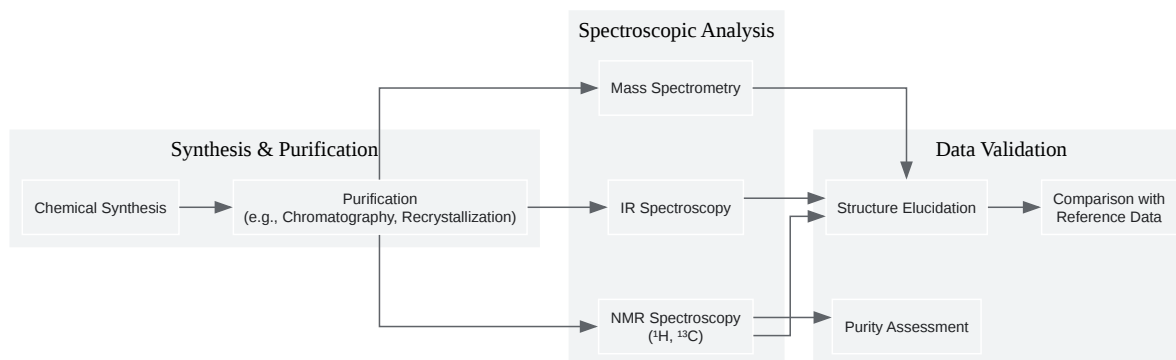 Spectroscopic Analysis
Mass Spectrometry
Synthesis & Purification
Data Validation
Chemical Synthesis
Purification
(e.g., Chromatography, Recrystallization)
IR Spectroscopy
Structure Elucidation
Comparison with
Reference Data
NMR Spectroscopy
(¹H, ¹³C)
Purity Assessment